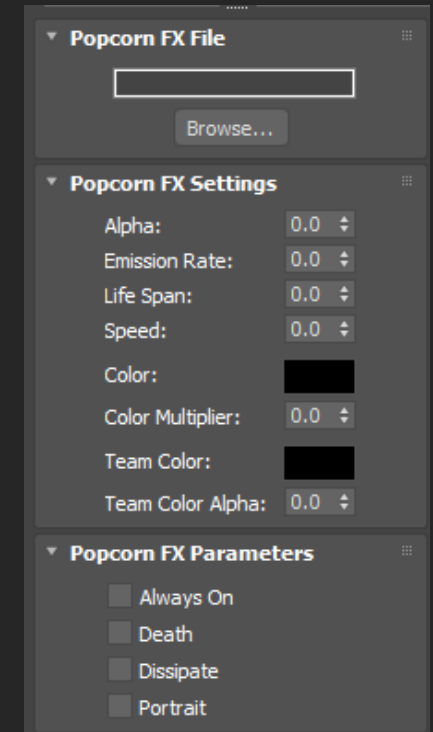 Popcorn FX File
Browse...
Popcorn FX Settings
Alpha: 0.0
Emission Rate: 0.0
Life Span: 0.0
Speed: 0.0
Color:
Color Multiplier: 0.0
Team Color:
Team Color Alpha: 0.0
Popcorn FX Parameters
Always On
Death
Dissipate
Portrait